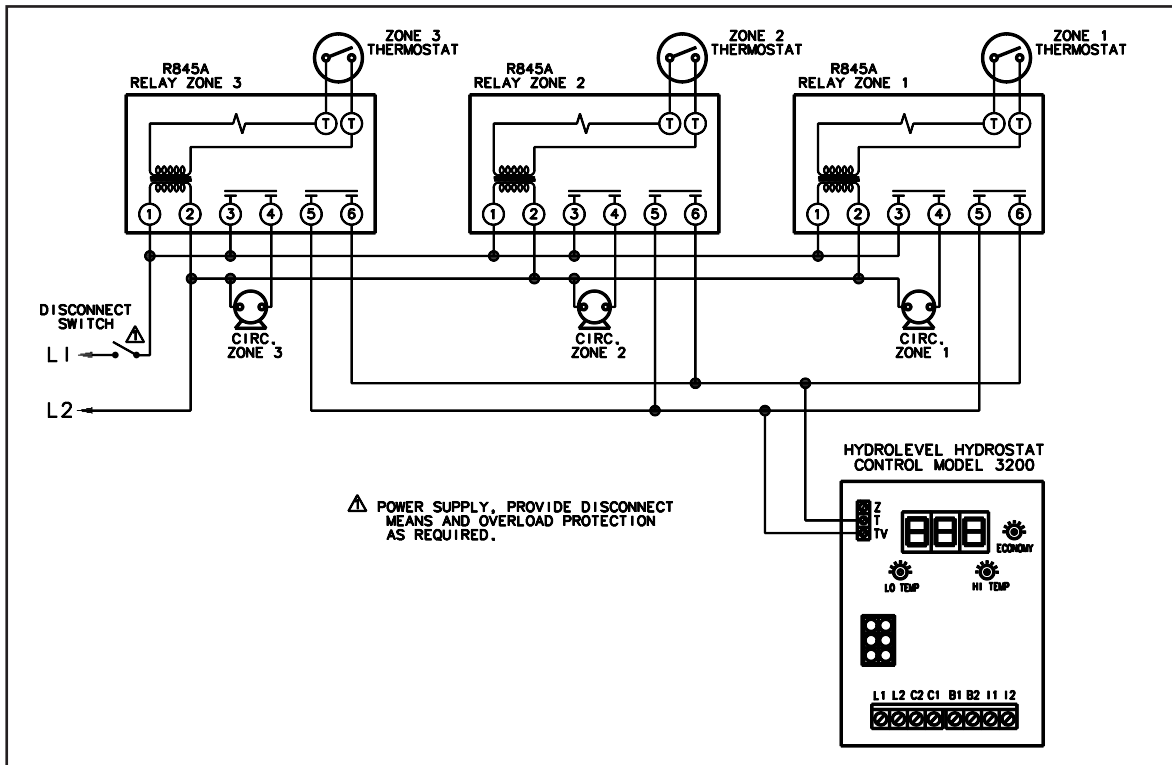 ZONE 3
THERMOSTAT
R845A
RELAY ZONE 3
T T
1 2 3 4 5 6
ZONE 2
THERMOSTAT
R845A
RELAY ZONE 2
T T
1 2 3 4 5 6
ZONE 1
THERMOSTAT
R845A
RELAY ZONE 1
T T
1 2 3 4 5 6
DISCONNECT
SWITCH
⚠
L1
L2
CIRC.
ZONE 3
CIRC.
ZONE 2
CIRC.
ZONE 1
⚠ POWER SUPPLY, PROVIDE DISCONNECT
MEANS AND OVERLOAD PROTECTION
AS REQUIRED.
HYDROLEVEL HYDROSTAT
CONTROL MODEL 3200
Z
T
TV
888
ECONOMY
LO TEMP
HI TEMP
L1 L2 C2 C1 B1 B2 I1 I2